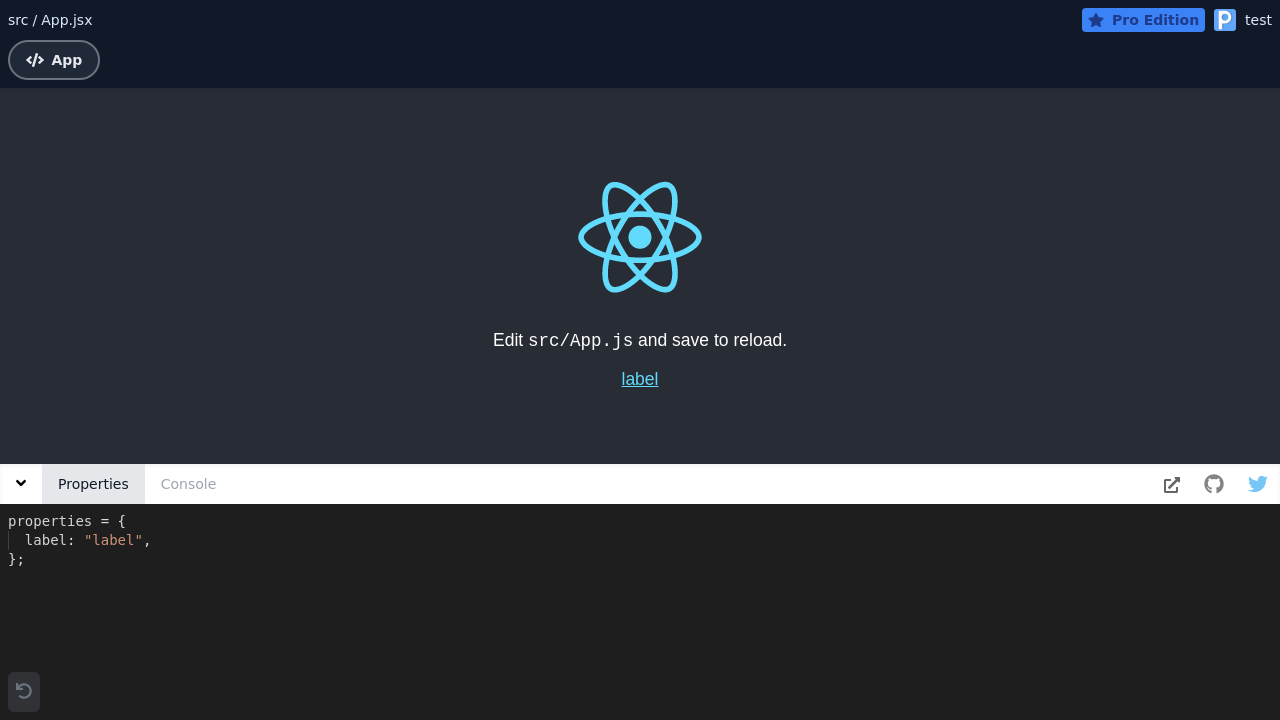 src / App.jsx
Pro Edition
test
App
Edit src/App.js and save to reload.
label
Properties
Console
properties = {
  label: "label",
};